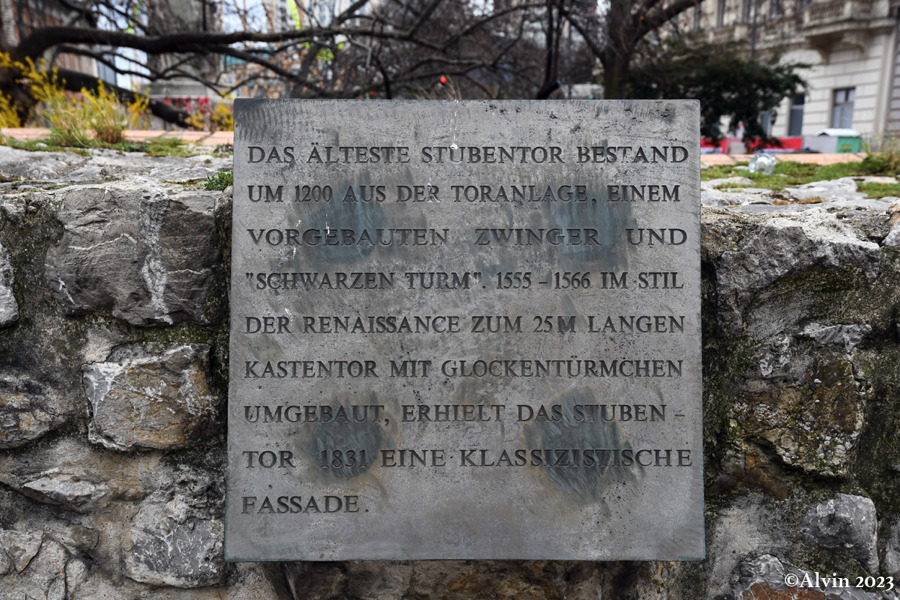 DAS ÄLTESTE STUBENTOR BESTAND
UM 1200 AUS DER TORANLAGE, EINEM
VORGEBAUTEN ZWINGER UND
"SCHWARZEN TURM". 1555 – 1566 IM STIL
DER RENAISSANCE ZUM 25M LANGEN
KASTENTOR MIT GLOCKENTÜRMCHEN
UMGEBAUT, ERHIELT DAS STUBEN –
TOR 1831 EINE KLASSIZISTISCHE
FASSADE.
©Alvin 2023